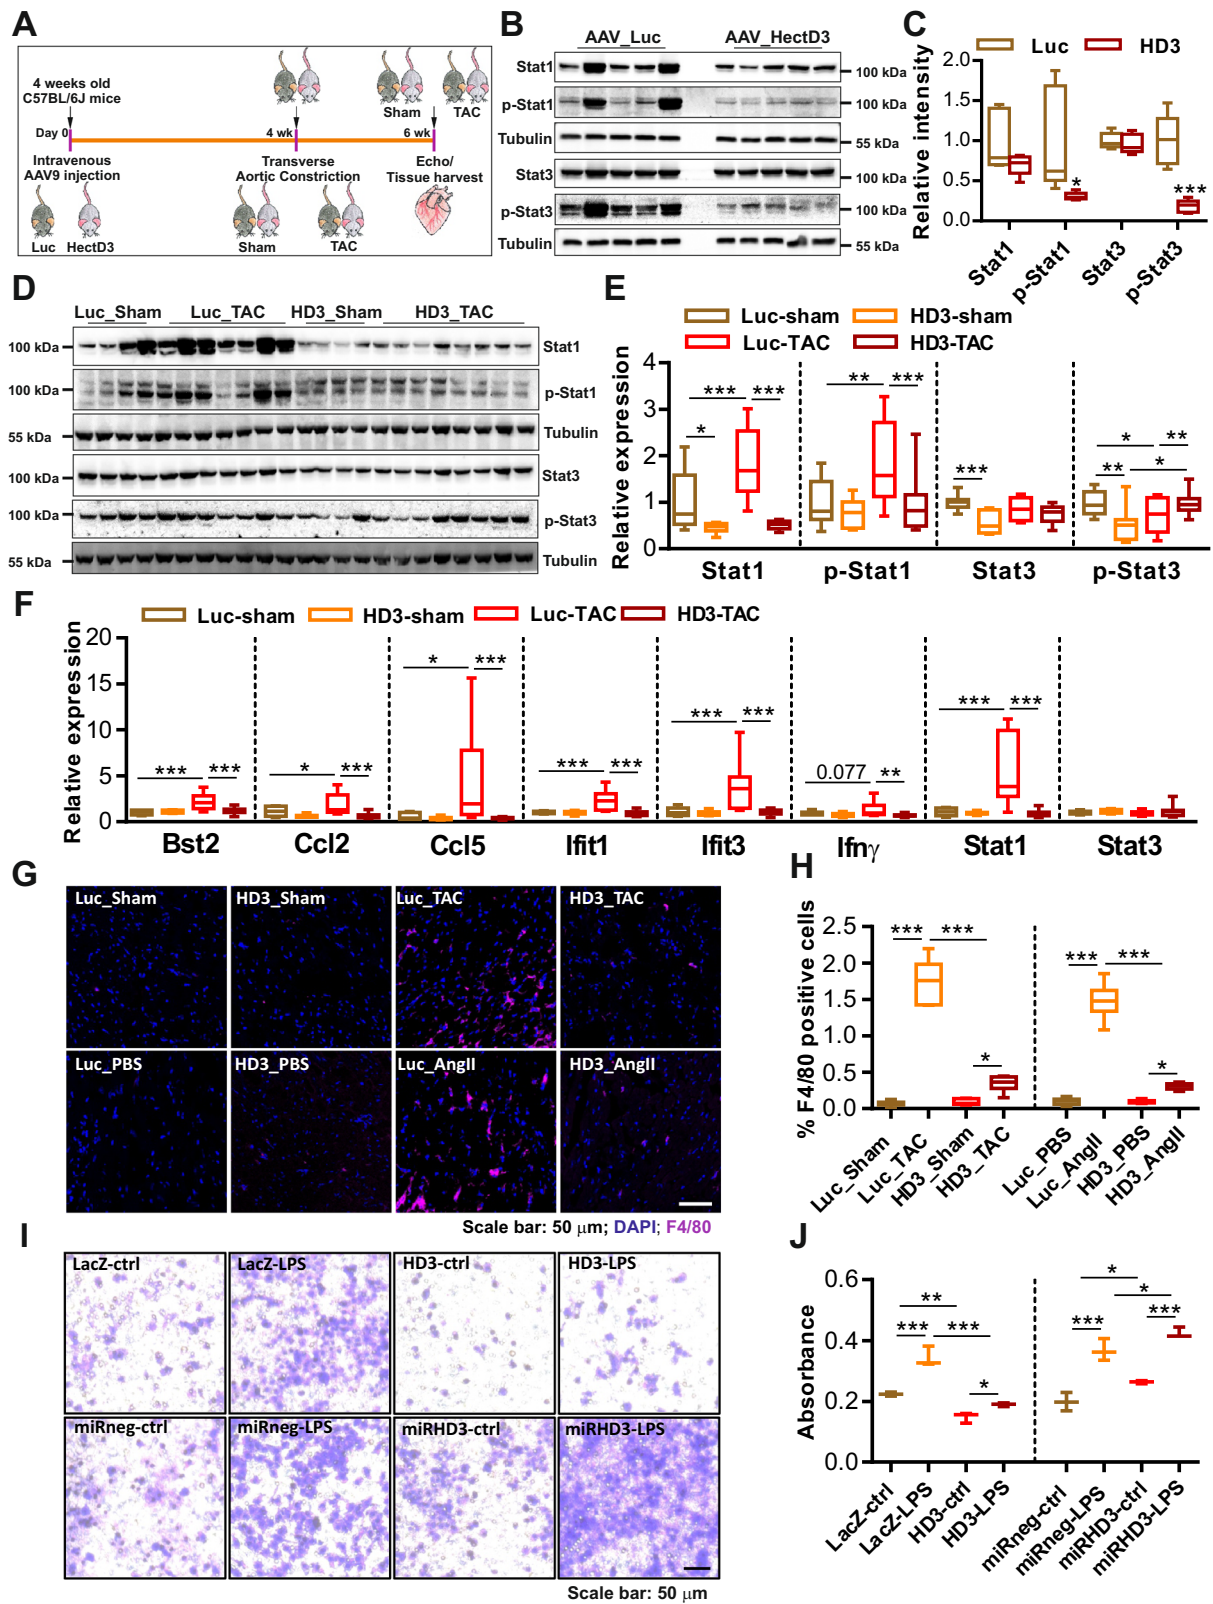 A
4 weeks old
C57BL/6J mice
Day 0
4 wk
6 wk
Sham
TAC
Intravenous
AAV9 injection
Transverse
Aortic Constriction
Echo/
Tissue harvest
Luc
HectD3
Sham
TAC
B
AAV_Luc
AAV_HectD3
Stat1
100 kDa
p-Stat1
100 kDa
Tubulin
55 kDa
Stat3
100 kDa
p-Stat3
100 kDa
Tubulin
55 kDa
C
Luc
HD3
Relative intensity
2.0
1.5
1.0
0.5
0.0
*
***
Stat1
p-Stat1
Stat3
p-Stat3
D
Luc_Sham
Luc_TAC
HD3_Sham
HD3_TAC
100 kDa
Stat1
100 kDa
p-Stat1
55 kDa
Tubulin
100 kDa
Stat3
100 kDa
p-Stat3
55 kDa
Tubulin
E
Luc-sham
HD3-sham
Luc-TAC
HD3-TAC
Relative expression
4
3
2
1
0
*
***
***
**
***
***
**
*
*
**
Stat1
p-Stat1
Stat3
p-Stat3
F
Luc-sham
HD3-sham
Luc-TAC
HD3-TAC
Relative expression
20
15
10
5
0
***
***
*
***
*
***
***
***
***
***
0.077
**
***
***
Bst2
Ccl2
Ccl5
Ifit1
Ifit3
Ifnγ
Stat1
Stat3
G
Luc_Sham
HD3_Sham
Luc_TAC
HD3_TAC
Luc_PBS
HD3_PBS
Luc_AngII
HD3_AngII
Scale bar: 50 μm; DAPI; F4/80
H
% F4/80 positive cells
2.5
2.0
1.5
1.0
0.5
0.0
***
***
*
***
***
*
Luc_Sham
Luc_TAC
HD3_Sham
HD3_TAC
Luc_PBS
Luc_AngII
HD3_PBS
HD3_AngII
I
LacZ-ctrl
LacZ-LPS
HD3-ctrl
HD3-LPS
miRneg-ctrl
miRneg-LPS
miRHD3-ctrl
miRHD3-LPS
Scale bar: 50 μm
J
Absorbance
0.6
0.4
0.2
0.0
**
***
***
*
*
*
***
***
LacZ-ctrl
LacZ-LPS
HD3-ctrl
HD3-LPS
miRneg-ctrl
miRneg-LPS
miRHD3-ctrl
miRHD3-LPS